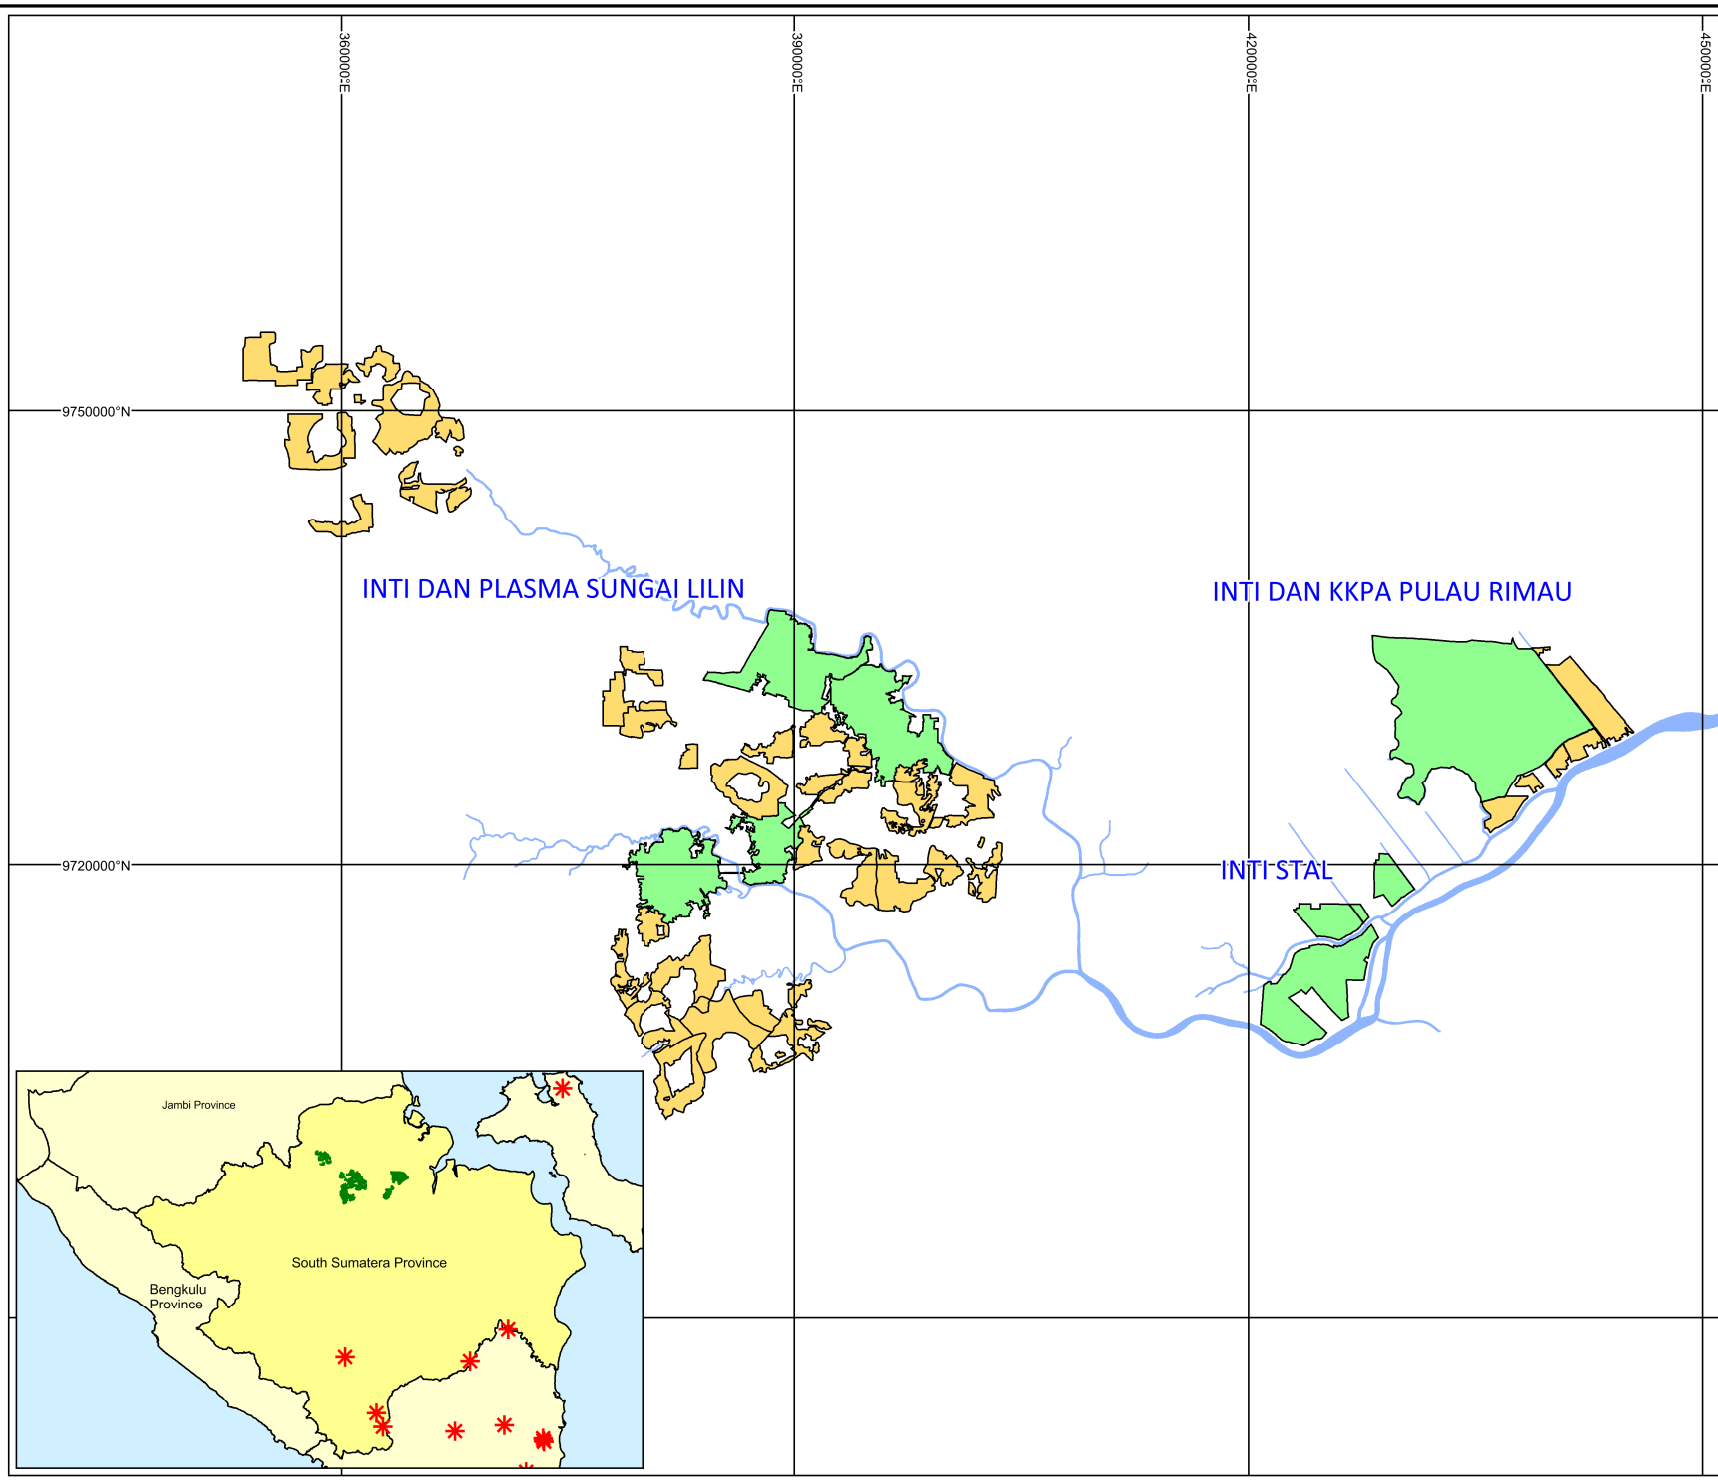 360000°E
390000°E
420000°E
450000°E
9750000°N
INTI DAN PLASMA SUNGAI LILIN
INTI DAN KKPA PULAU RIMAU
9720000°N
INTI STAL
Jambi Province
South Sumatera Province
Bengkulu
Province